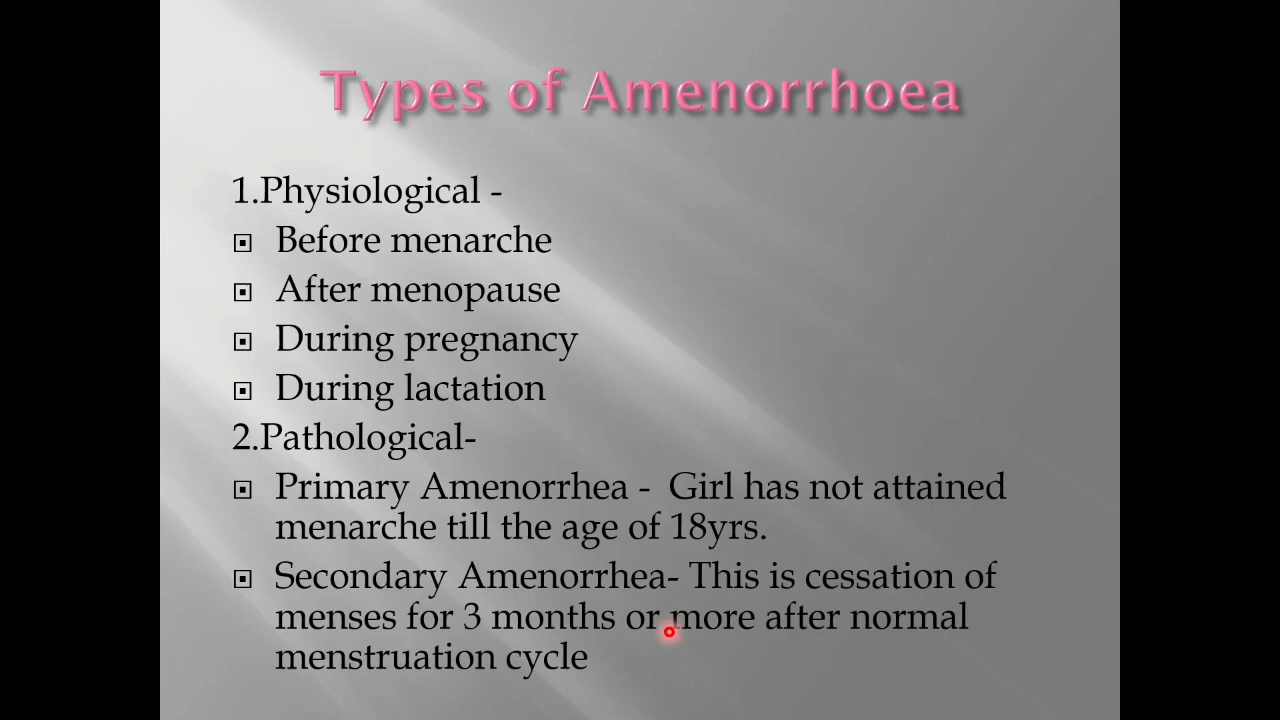 Types of Amenorrhoea
1.Physiological -
Before menarche
After menopause
During pregnancy
During lactation
2.Pathological-
Primary Amenorrhea - Girl has not attained
menarche till the age of 18yrs.
Secondary Amenorrhea- This is cessation of
menses for 3 months or more after normal
menstruation cycle